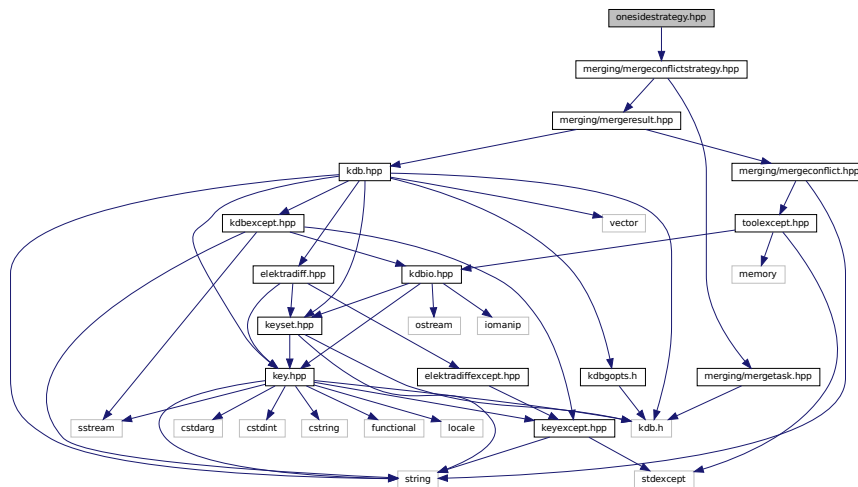 onesidestrategy.hpp
merging/mergeconflictstrategy.hpp
merging/mergeresult.hpp
kdb.hpp
merging/mergeconflict.hpp
kdbexcept.hpp
vector
toolexcept.hpp
elektradiff.hpp
kdbio.hpp
memory
keyset.hpp
ostream
iomanip
key.hpp
elektradiffexcept.hpp
kdbgopts.h
merging/mergetask.hpp
sstream
cstdarg
cstdint
cstring
functional
locale
keyexcept.hpp
kdb.h
string
stdexcept